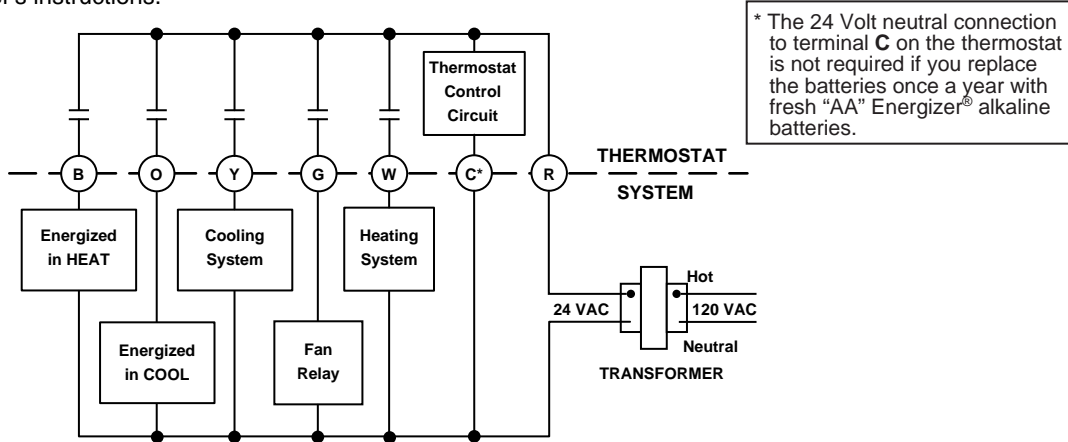 r's instructions.
* The 24 Volt neutral connection
to terminal C on the thermostat
is not required if you replace
the batteries once a year with
fresh “AA” Energizer® alkaline
batteries.
Thermostat
Control
Circuit
B
O
Y
G
W
C*
R
THERMOSTAT
SYSTEM
Energized
in HEAT
Cooling
System
Heating
System
Energized
in COOL
Fan
Relay
Hot
24 VAC
120 VAC
Neutral
TRANSFORMER